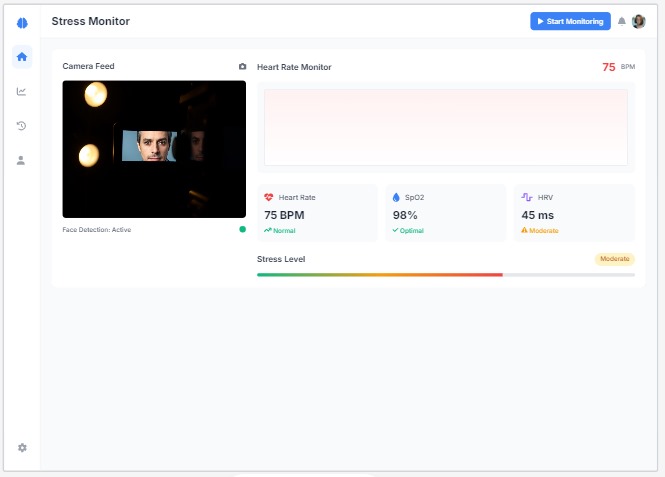 Stress Monitor
Start Monitoring
Camera Feed
Face Detection: Active
Heart Rate Monitor
75 BPM
Heart Rate
75 BPM
Normal
SpO2
98%
Optimal
HRV
45 ms
Moderate
Stress Level
Moderate